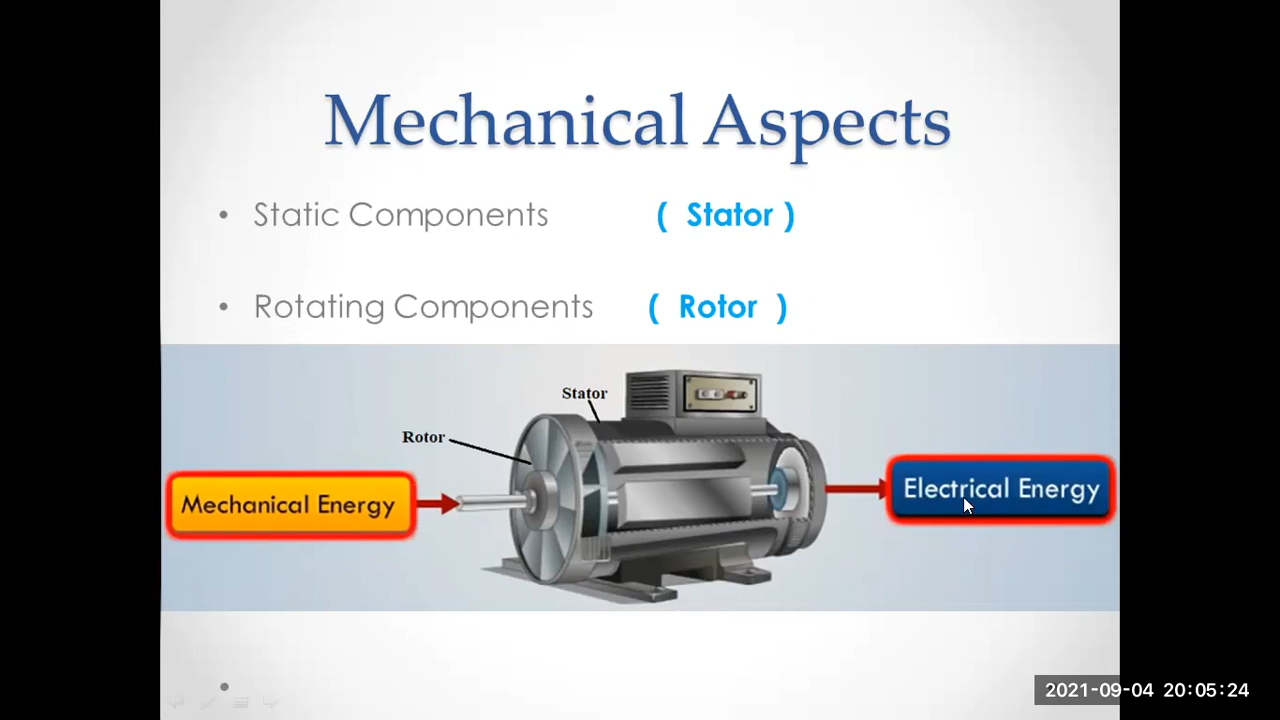 Mechanical Aspects
• Static Components ( Stator )
• Rotating Components ( Rotor )
Stator
Rotor
Mechanical Energy
Electrical Energy
•
2021-09-04 20:05:24